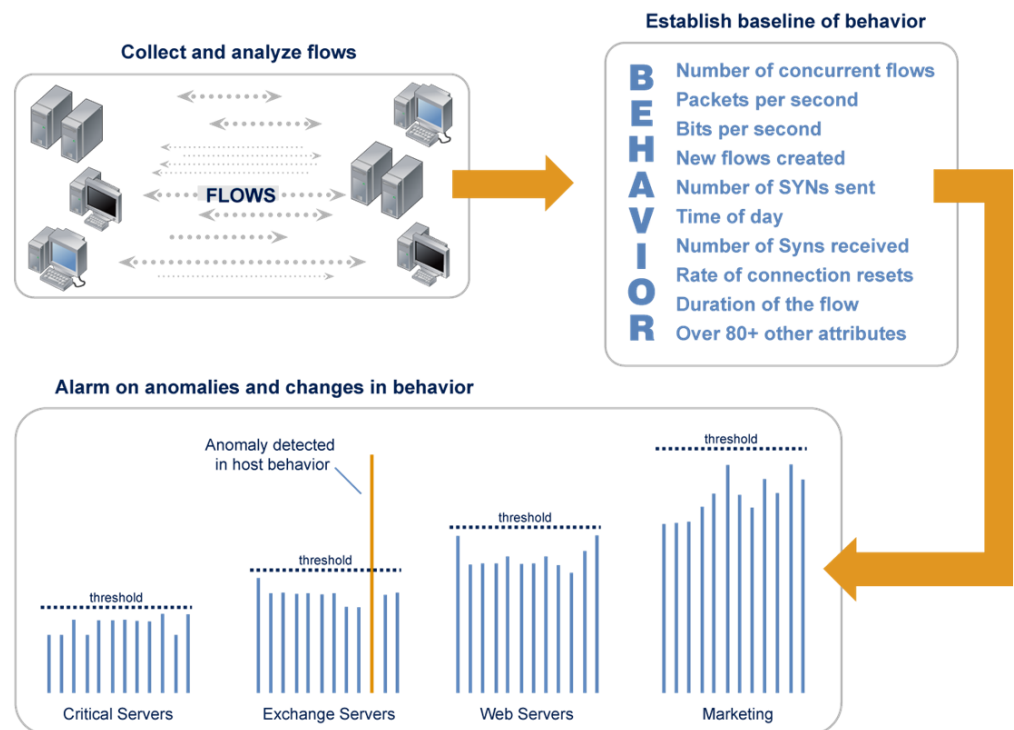 Collect and analyze flows
FLOWS
Establish baseline of behavior
BEHAVIOR
Number of concurrent flows
Packets per second
Bits per second
New flows created
Number of SYNs sent
Time of day
Number of Syns received
Rate of connection resets
Duration of the flow
Over 80+ other attributes
Alarm on anomalies and changes in behavior
Anomaly detected
in host behavior
threshold
threshold
threshold
threshold
Critical Servers
Exchange Servers
Web Servers
Marketing